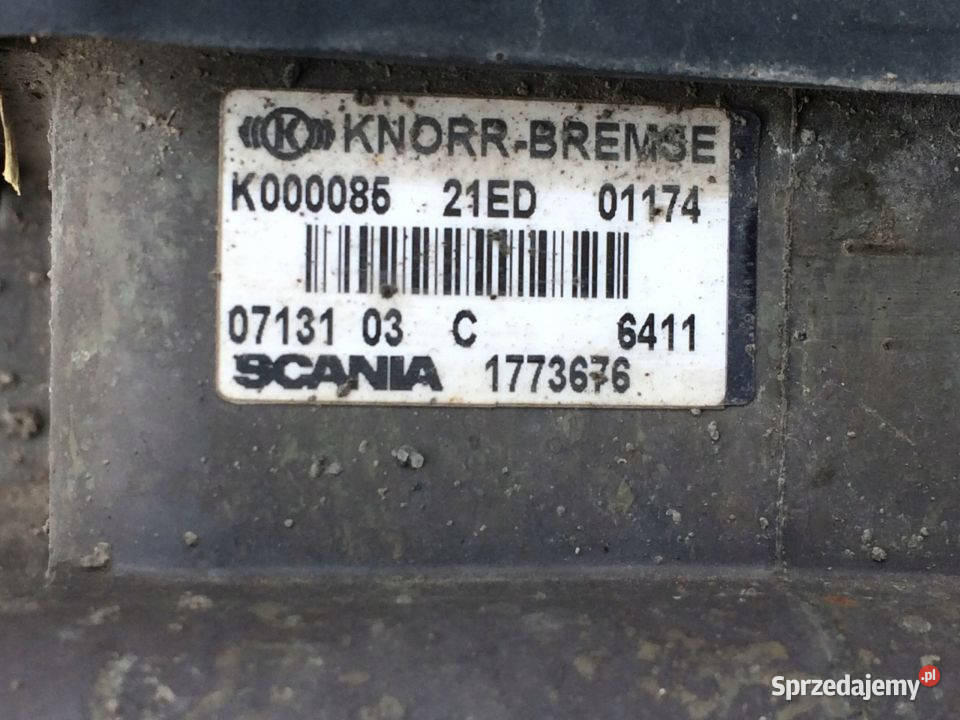 KNORR-BREMSE
K000085 21ED 01174
07131 03 C 6411
SCANIA 1773676
Sprzedajemy.pl